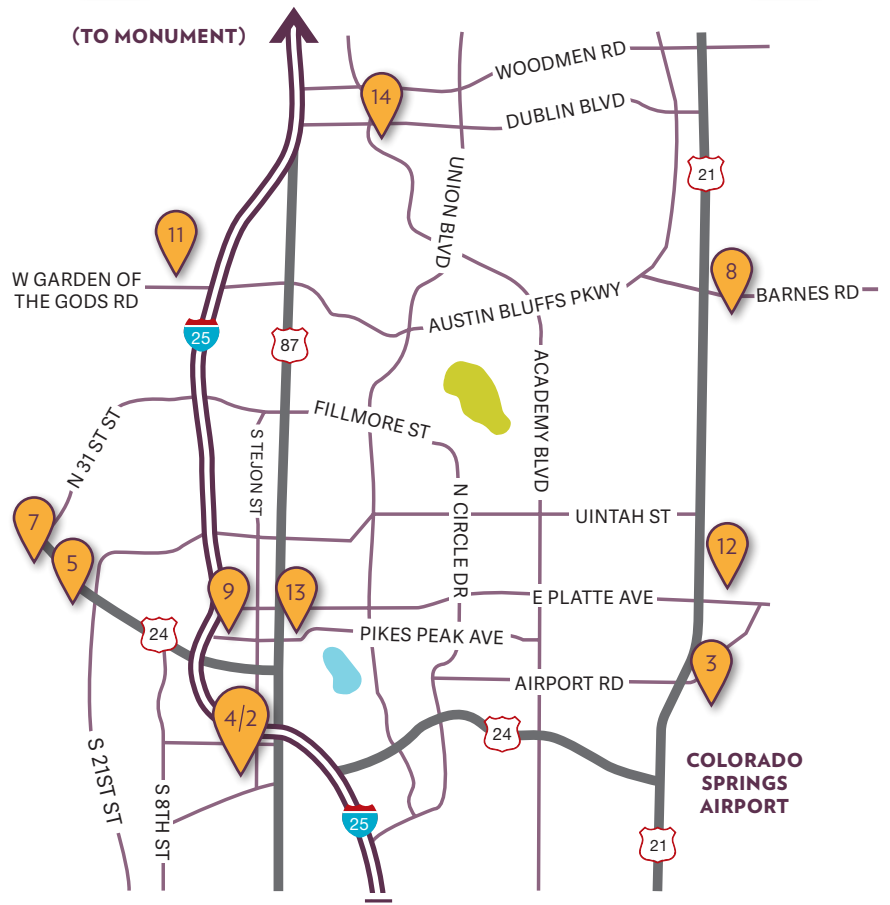 (TO MONUMENT)
WOODMEN RD
14
DUBLIN BLVD
21
UNION BLVD
11
8
W GARDEN OF
THE GODS RD
BARNES RD
AUSTIN BLUFFS PKWY
25
87
ACADEMY BLVD
FILLMORE ST
N 31 ST ST
S TEJON ST
N CIRCLE DR
7
UINTAH ST
5
12
9
13
E PLATTE AVE
24
PIKES PEAK AVE
3
AIRPORT RD
4/2
24
S 21ST ST
S 8TH ST
COLORADO
SPRINGS
AIRPORT
25
21